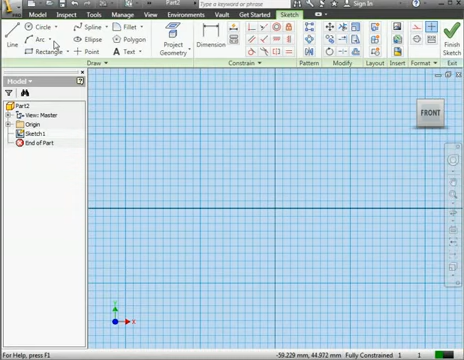 Part2
Type a keyword or phrase
Sign In
Model
Inspect
Tools
Manage
View
Environments
Vault
Get Started
Sketch
Line
Circle
Arc
Rectangle
Spline
Ellipse
Point
Fillet
Polygon
Text
Project
Geometry
Dimension
Finish
Sketch
Draw
Constrain
Pattern
Modify
Layout
Insert
Format
Exit
Model
Part2
View: Master
Origin
Sketch1
End of Part
FRONT
Y
X
For Help, press F1
-59.229 mm, 44.972 mm
Fully Constrained
1
1